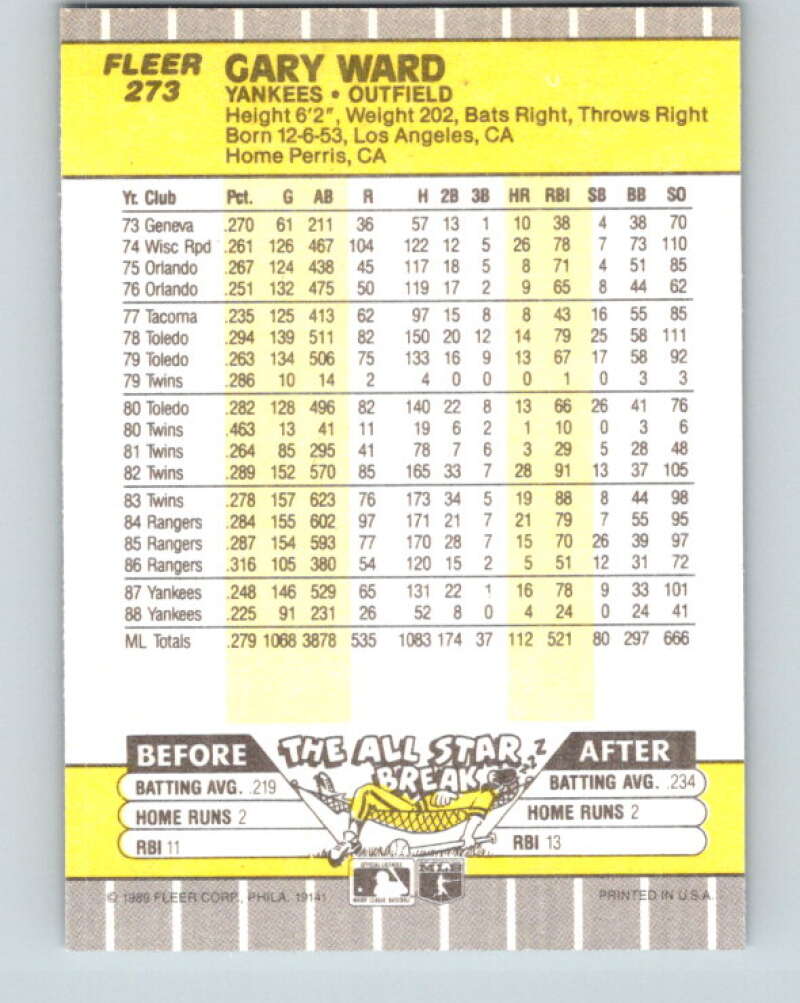 FLEER GARY WARD
273 YANKEES • OUTFIELD
Height 6'2", Weight 202, Bats Right, Throws Right
Born 12-6-53, Los Angeles, CA
Home Perris, CA
Yr. Club Pct. G AB R H 2B 3B HR RBI SB BB SO
73 Geneva .270 61 211 36 57 13 1 10 38 4 38 70
74 Wisc Rpd .261 126 467 104 122 12 5 26 78 7 73 110
75 Orlando .267 124 438 45 117 18 5 8 71 4 51 85
76 Orlando .251 132 475 50 119 17 2 9 65 8 44 62
77 Tacoma .235 125 413 62 97 15 8 8 43 16 55 85
78 Toledo .294 139 511 82 150 20 12 14 79 25 58 111
79 Toledo .263 134 506 75 133 16 9 13 67 17 58 92
79 Twins .286 10 14 2 4 0 0 0 1 0 3 3
80 Toledo .282 128 496 82 140 22 8 13 66 26 41 76
80 Twins .463 13 41 11 19 6 2 1 10 0 3 6
81 Twins .264 85 295 41 78 7 6 3 29 5 28 48
82 Twins .289 152 570 85 165 33 7 28 91 13 37 105
83 Twins .278 157 623 76 173 34 5 19 88 8 44 98
84 Rangers .284 155 602 97 171 21 7 21 79 7 55 95
85 Rangers .287 154 593 77 170 28 7 15 70 26 39 97
86 Rangers .316 105 380 54 120 15 2 5 51 12 31 72
87 Yankees .248 146 529 65 131 22 1 16 78 9 33 101
88 Yankees .225 91 231 26 52 8 0 4 24 0 24 41
ML Totals .279 1068 3878 535 1083 174 37 112 521 80 297 666
BEFORE THE ALL STAR BREAK zzz AFTER
BATTING AVG. .219 BATTING AVG. .234
HOME RUNS 2 HOME RUNS 2
RBI 11 RBI 13
MLB
© 1989 FLEER CORP., PHILA. 19141 PRINTED IN U.S.A.